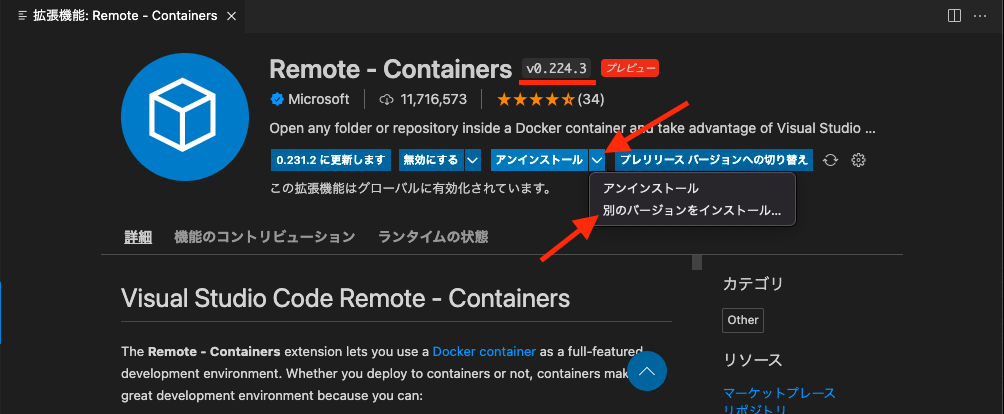 拡張機能: Remote - Containers
Remote - Containers v0.224.3 プレビュー
Microsoft 11,716,573 (34)
Open any folder or repository inside a Docker container and take advantage of Visual Studio ...
0.231.2 に更新します 無効にする アンインストール プレリリース バージョンへの切り替え
この拡張機能はグローバルに有効化されています。
アンインストール
別のバージョンをインストール...
詳細 機能のコントリビューション ランタイムの状態
Visual Studio Code Remote - Containers
The Remote - Containers extension lets you use a Docker container as a full-featured
development environment. Whether you deploy to containers or not, containers mak
great development environment because you can:
カテゴリ
Other
リソース
マーケットプレース
リポジトリ